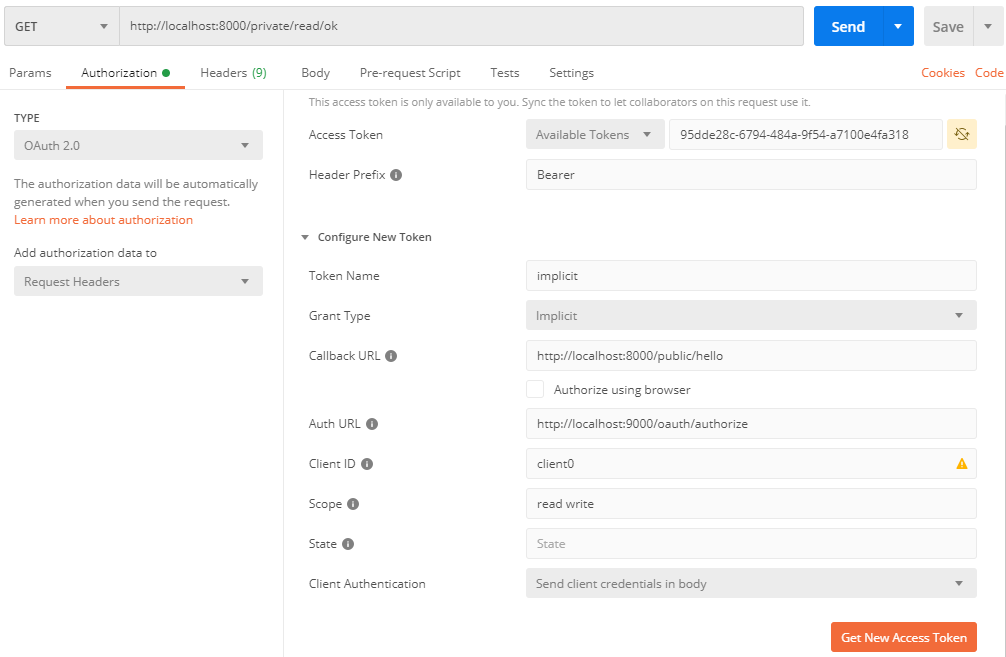 GET
http://localhost:8000/private/read/ok
Send
Save
Params
Authorization
Headers (9)
Body
Pre-request Script
Tests
Settings
Cookies
Code
TYPE
OAuth 2.0
The authorization data will be automatically
generated when you send the request.
Learn more about authorization
Add authorization data to
Request Headers
This access token is only available to you. Sync the token to let collaborators on this request use it.
Access Token
Available Tokens
95dde28c-6794-484a-9f54-a7100e4fa318
Header Prefix
Bearer
Configure New Token
Token Name
implicit
Grant Type
Implicit
Callback URL
http://localhost:8000/public/hello
Authorize using browser
Auth URL
http://localhost:9000/oauth/authorize
Client ID
client0
Scope
read write
State
State
Client Authentication
Send client credentials in body
Get New Access Token